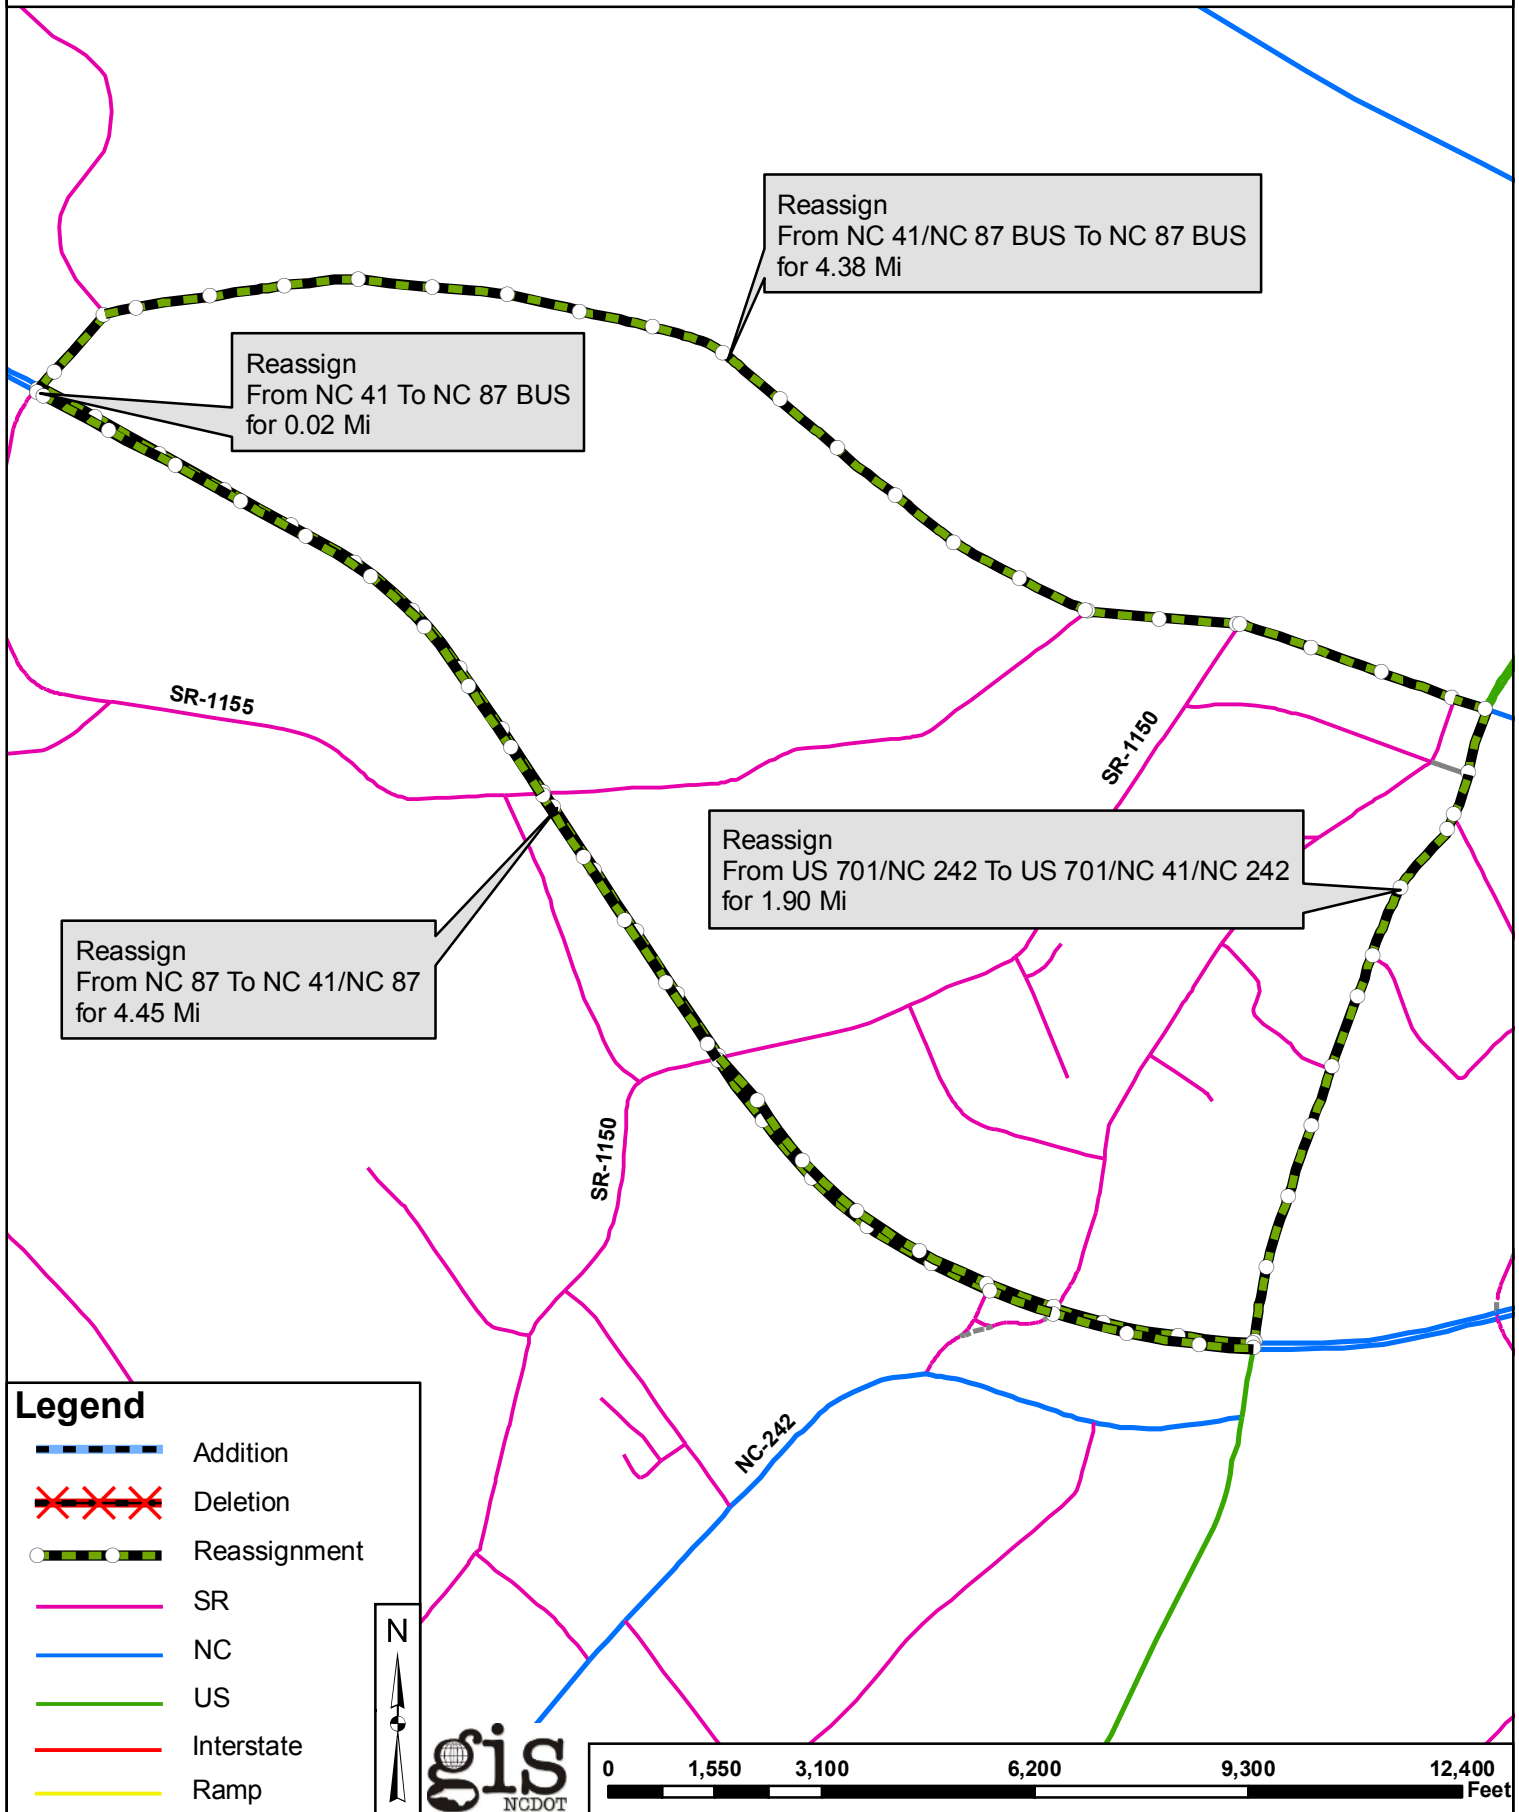 Reassign
From NC 41/NC 87 BUS To NC 87 BUS
for 4.38 Mi
Reassign
From NC 41 To NC 87 BUS
for 0.02 Mi
SR-1155
SR-1150
Reassign
From US 701/NC 242 To US 701/NC 41/NC 242
for 1.90 Mi
Reassign
From NC 87 To NC 41/NC 87
for 4.45 Mi
SR-1150
NC-242
Legend
Addition
Deletion
Reassignment
SR
NC
US
Interstate
Ramp
N
gis
NCDOT
0 1,550 3,100 6,200 9,300 12,400
Feet